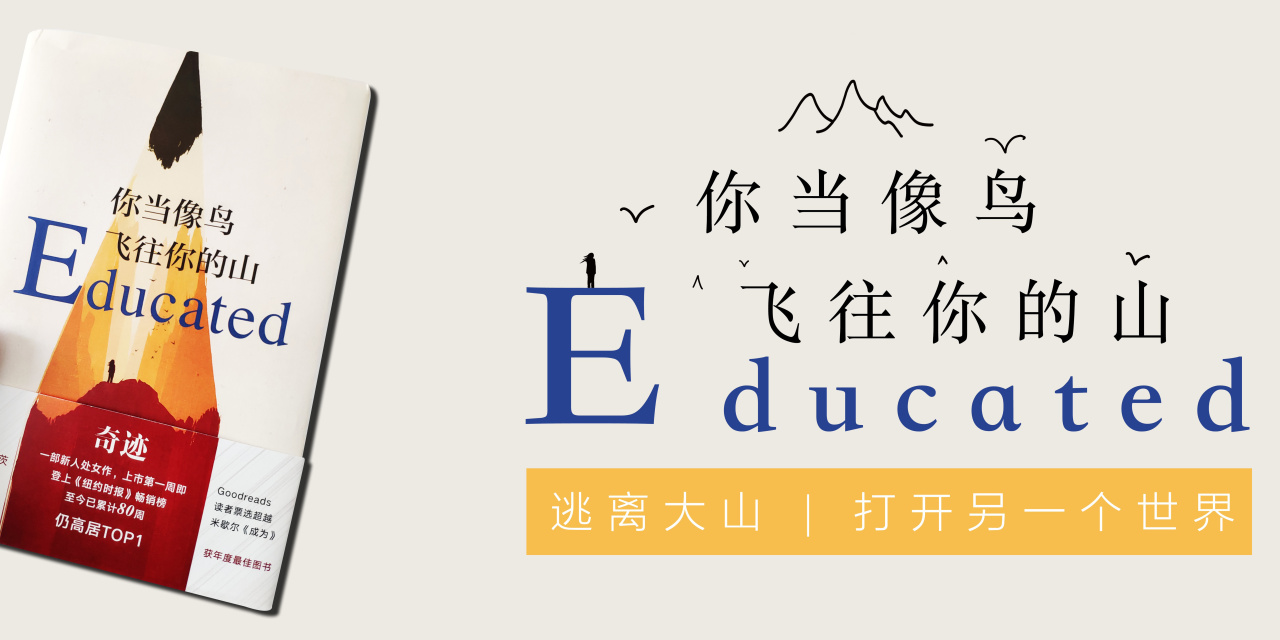 你当像鸟
飞往你的山
Educated
奇迹
一部新人处女作，上市第一周即
登上《纽约时报》畅销榜
至今已累计80周
仍高居TOP1
茨
Goodreads
读者票选超越
米歇尔《成为》
获年度最佳图书
你当像鸟
飞往你的山
Educated
逃离大山 | 打开另一个世界